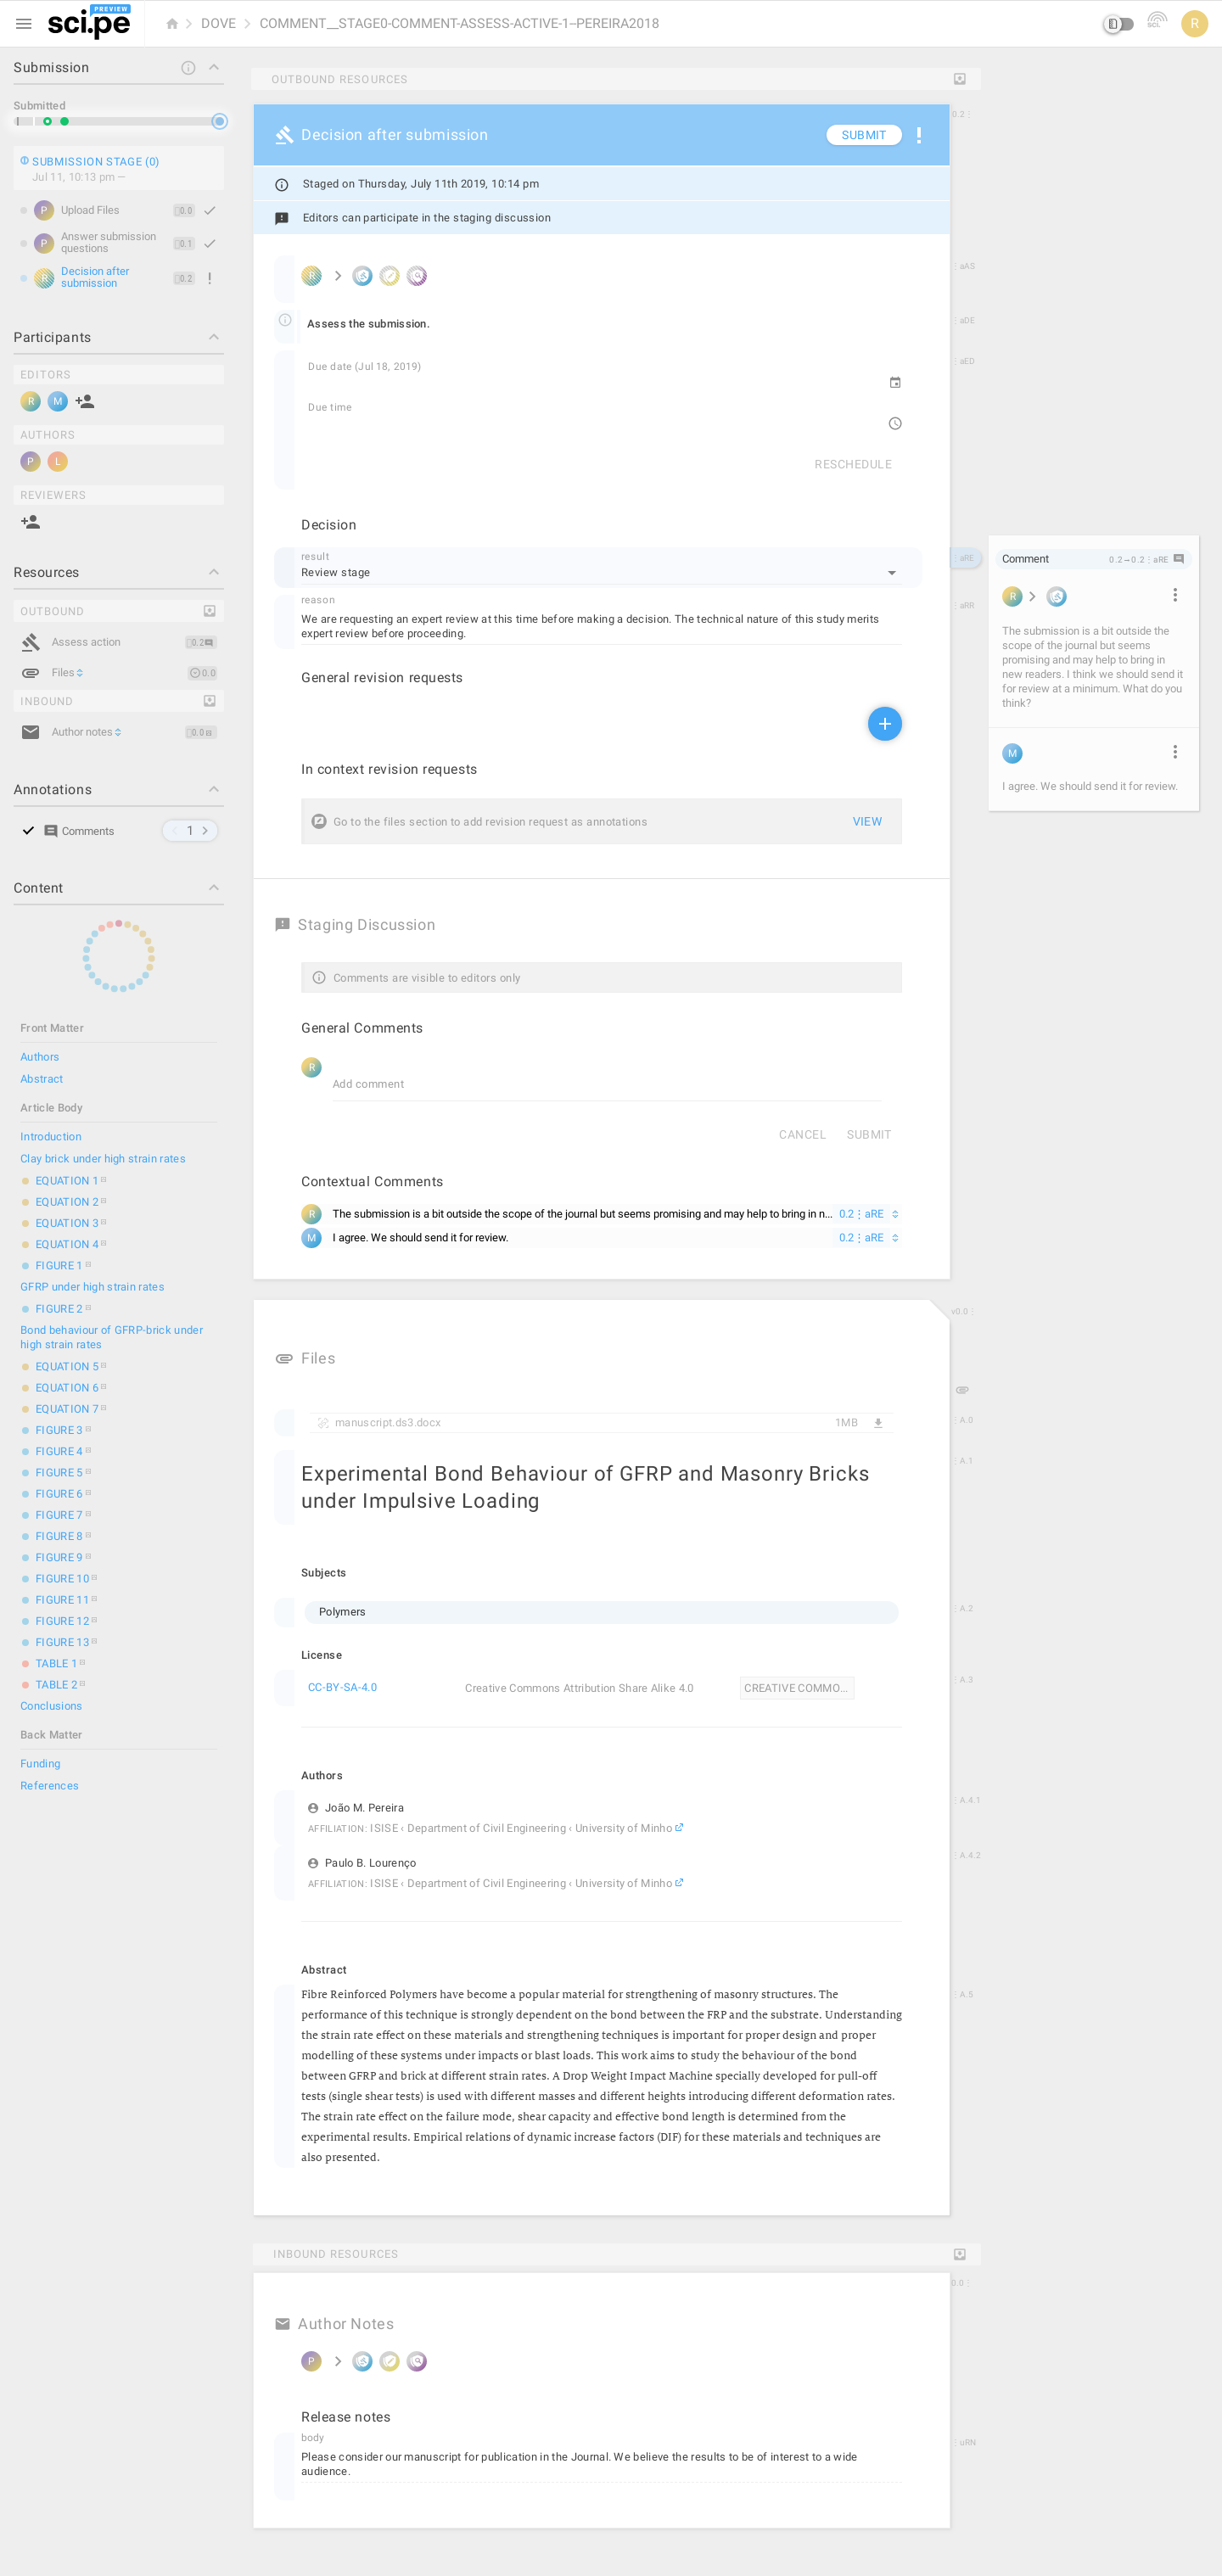 PREVIEW
sci.pe
DOVE
COMMENT__STAGE0-COMMENT-ASSESS-ACTIVE-1--PEREIRA2018
SCI.
R
Submission
Submitted
SUBMISSION STAGE (0)
Jul 11, 10:13 pm —
P Upload Files 0.0
P Answer submission
questions
0.1
R Decision after
submission
0.2
Participants
EDITORS
R M
AUTHORS
P L
REVIEWERS
Resources
OUTBOUND
Assess action 0.2
Files 0.0
INBOUND
Author notes 0.0
Annotations
Comments 1
Content
Front Matter
Authors
Abstract
Article Body
Introduction
Clay brick under high strain rates
EQUATION 1
EQUATION 2
EQUATION 3
EQUATION 4
FIGURE 1
GFRP under high strain rates
FIGURE 2
Bond behaviour of GFRP-brick under
high strain rates
EQUATION 5
EQUATION 6
EQUATION 7
FIGURE 3
FIGURE 4
FIGURE 5
FIGURE 6
FIGURE 7
FIGURE 8
FIGURE 9
FIGURE 10
FIGURE 11
FIGURE 12
FIGURE 13
TABLE 1
TABLE 2
Conclusions
Back Matter
Funding
References
OUTBOUND RESOURCES
0.2⋮
Decision after submission
SUBMIT
Staged on Thursday, July 11th 2019, 10:14 pm
Editors can participate in the staging discussion
R
⋮aAS
Assess the submission.
⋮aDE
Due date (Jul 18, 2019)
⋮aED
Due time
RESCHEDULE
Decision
result
Review stage
⋮aRE
reason
⋮aRR
We are requesting an expert review at this time before making a decision. The technical nature of this study merits
expert review before proceeding.
General revision requests
In context revision requests
Go to the files section to add revision request as annotations
VIEW
Comment
0.2→0.2⋮aRE
R
The submission is a bit outside the
scope of the journal but seems
promising and may help to bring in
new readers. I think we should send it
for review at a minimum. What do you
think?
M
I agree. We should send it for review.
Staging Discussion
Comments are visible to editors only
General Comments
R
Add comment
CANCEL
SUBMIT
Contextual Comments
R The submission is a bit outside the scope of the journal but seems promising and may help to bring in n... 0.2⋮aRE
M I agree. We should send it for review. 0.2⋮aRE
v0.0⋮
Files
manuscript.ds3.docx 1MB
⋮A.0
⋮A.1
Experimental Bond Behaviour of GFRP and Masonry Bricks
under Impulsive Loading
Subjects
Polymers
⋮A.2
License
CC-BY-SA-4.0 Creative Commons Attribution Share Alike 4.0 CREATIVE COMMO...
⋮A.3
Authors
João M. Pereira
⋮A.4.1
AFFILIATION: ISISE ‹ Department of Civil Engineering ‹ University of Minho
Paulo B. Lourenço
⋮A.4.2
AFFILIATION: ISISE ‹ Department of Civil Engineering ‹ University of Minho
Abstract
⋮A.5
Fibre Reinforced Polymers have become a popular material for strengthening of masonry structures. The
performance of this technique is strongly dependent on the bond between the FRP and the substrate. Understanding
the strain rate effect on these materials and strengthening techniques is important for proper design and proper
modelling of these systems under impacts or blast loads. This work aims to study the behaviour of the bond
between GFRP and brick at different strain rates. A Drop Weight Impact Machine specially developed for pull-off
tests (single shear tests) is used with different masses and different heights introducing different deformation rates.
The strain rate effect on the failure mode, shear capacity and effective bond length is determined from the
experimental results. Empirical relations of dynamic increase factors (DIF) for these materials and techniques are
also presented.
INBOUND RESOURCES
0.0⋮
Author Notes
P
Release notes
body
⋮uRN
Please consider our manuscript for publication in the Journal. We believe the results to be of interest to a wide
audience.